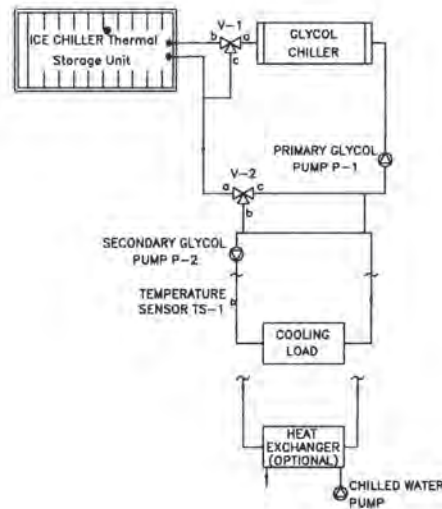 V-1
b
a
c
ICE CHILLER Thermal
Storage Unit
GLYCOL
CHILLER
PRIMARY GLYCOL
PUMP P-1
V-2
a
c
b
SECONDARY GLYCOL
PUMP P-2
TEMPERATURE
SENSOR TS-1
COOLING
LOAD
HEAT
EXCHANGER
(OPTIONAL)
CHILLED WATER
PUMP